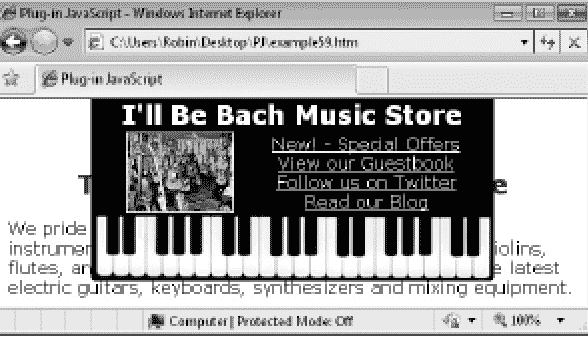 Plug-in JavaScript - Windows Internet Explorer
C:\Users\Robin\Desktop\PJ\example59.htm
Plug-in JavaScript
I'll Be Bach Music Store
New! - Special Offers
View our Guestbook
Follow us on Twitter
Read our Blog
T e
We pride
instrumen iolins,
flutes, an e latest
electric guitars, keyboards, synthesizers and mixing equipment.
Computer | Protected Mode: Off 100%